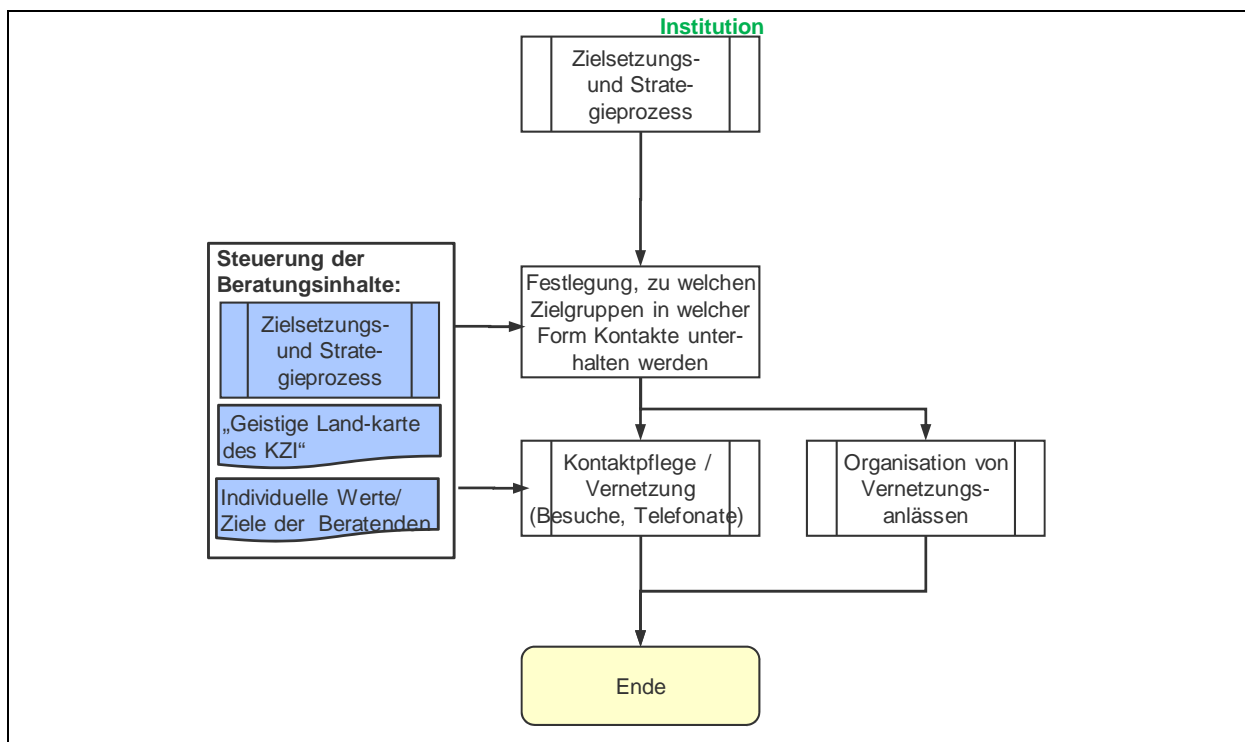 Institution
Zielsetzungs-
und Strate-
gieprozess
Steuerung der
Beratungsinhalte:
Zielsetzungs-
und Strate-
gieprozess
„Geistige Land-karte
des KZI“
Individuelle Werte/
Ziele der Beratenden
Festlegung, zu welchen
Zielgruppen in welcher
Form Kontakte unter-
halten werden
Kontaktpflege /
Vernetzung
(Besuche, Telefonate)
Organisation von
Vernetzungs-
anlässen
Ende